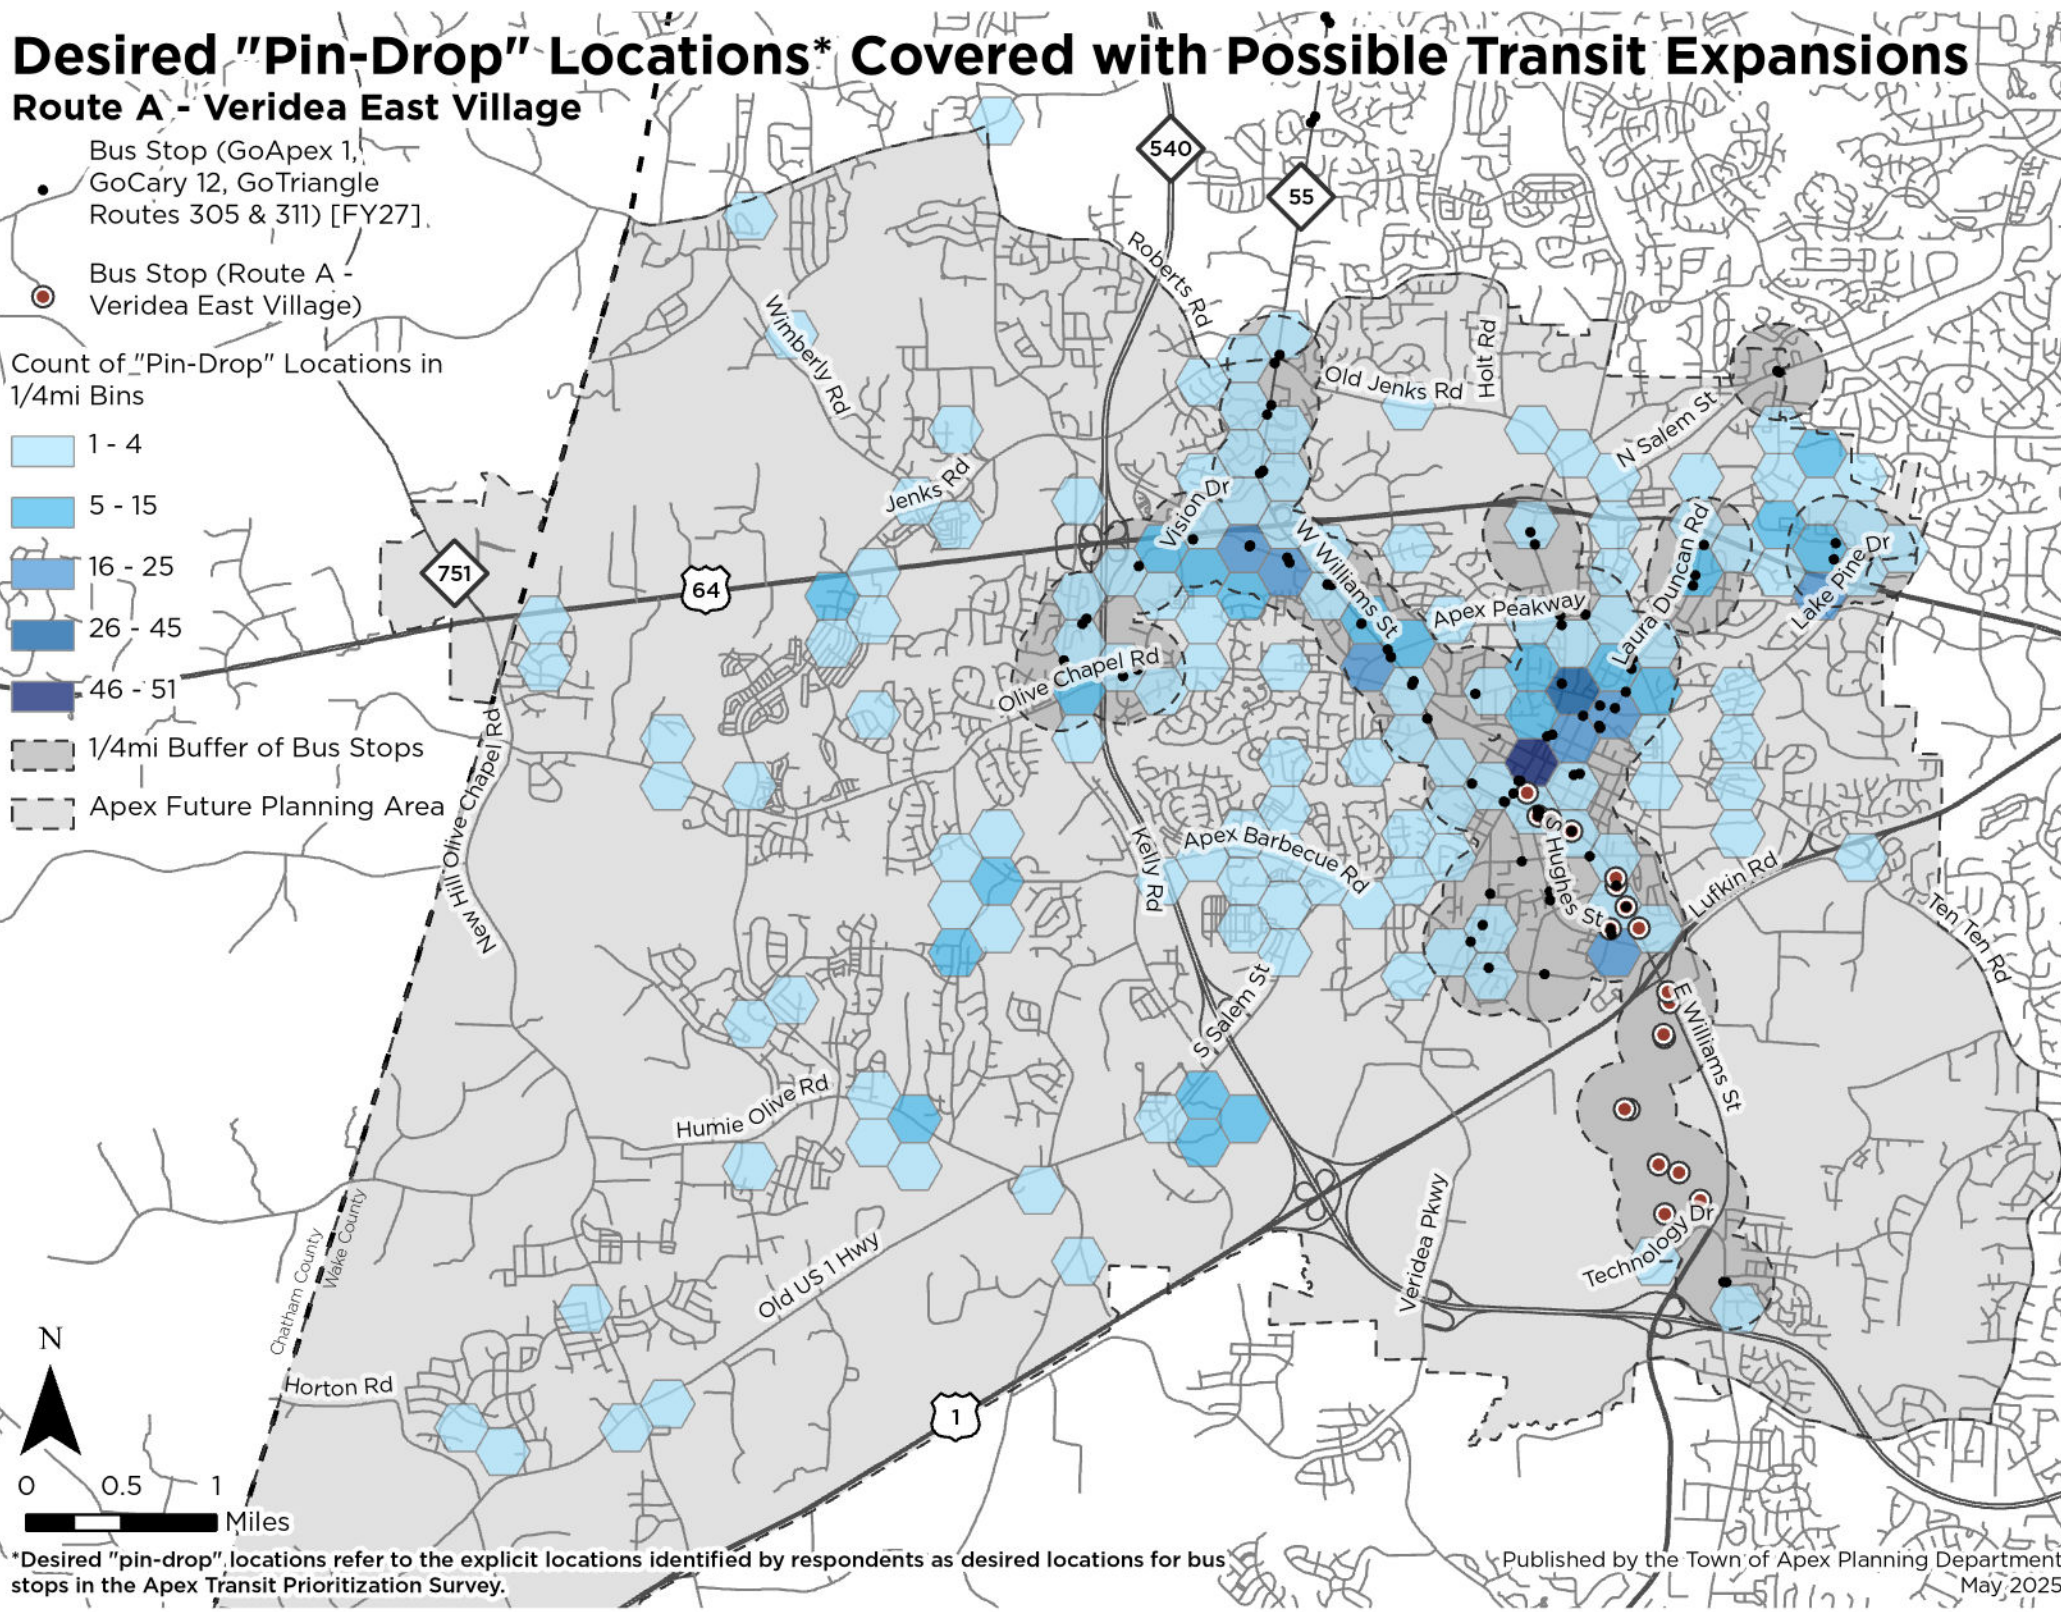 Desired "Pin-Drop" Locations* Covered with Possible Transit Expansions
Route A - Veridea East Village
Bus Stop (GoApex 1,
GoCary 12, GoTriangle
Routes 305 & 311) [FY27]
Bus Stop (Route A -
Veridea East Village)
Count of "Pin-Drop" Locations in
1/4mi Bins
1 - 4
5 - 15
16 - 25
26 - 45
46 - 51
1/4mi Buffer of Bus Stops
Apex Future Planning Area
540
55
751
64
1
Roberts Rd
Wimberly Rd
Old Jenks Rd
Holt Rd
N Salem St
Jenks Rd
Vision Dr
W Williams St
Laura Duncan Rd
Lake Pine Dr
Apex Peakway
Olive Chapel Rd
New Hill Olive Chapel Rd
Kelly Rd
Apex Barbecue Rd
S Hughes St
Lufkin Rd
Ten Ten Rd
S Salem St
E Williams St
Humie Olive Rd
Veridea Pkwy
Technology Dr
Old US 1 Hwy
Chatham County
Wake County
Horton Rd
N
0 0.5 1
Miles
*Desired "pin-drop" locations refer to the explicit locations identified by respondents as desired locations for bus
stops in the Apex Transit Prioritization Survey.
Published by the Town of Apex Planning Department
May 2025